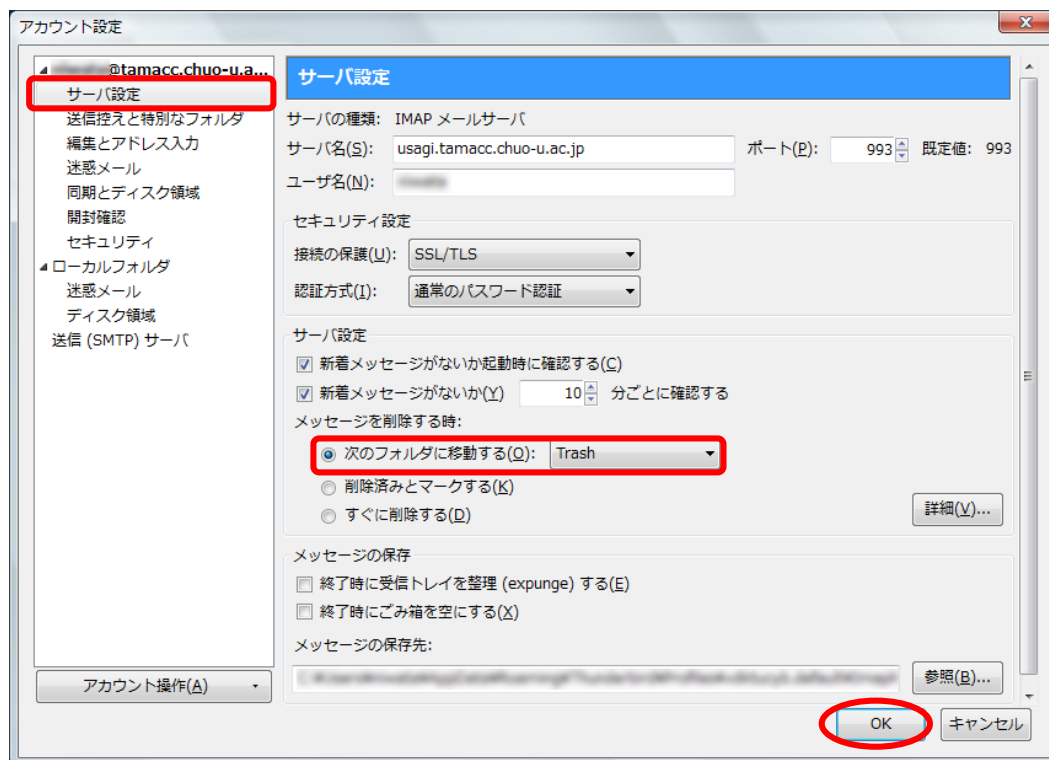 アカウント設定
@tamacc.chuo-u.a...
サーバ設定
送信控えと特別なフォルダ
編集とアドレス入力
迷惑メール
同期とディスク領域
開封確認
セキュリティ
ローカルフォルダ
迷惑メール
ディスク領域
送信 (SMTP) サーバ
アカウント操作(A)
サーバ設定
サーバの種類: IMAP メールサーバ
サーバ名(S): usagi.tamacc.chuo-u.ac.jp ポート(P): 993 既定値: 993
ユーザ名(N):
セキュリティ設定
接続の保護(U): SSL/TLS
認証方式(I): 通常のパスワード認証
サーバ設定
新着メッセージがないか起動時に確認する(C)
新着メッセージがないか(Y) 10 分ごとに確認する
メッセージを削除する時:
次のフォルダに移動する(O): Trash
削除済みとマークする(K)
すぐに削除する(D)
詳細(V)...
メッセージの保存
終了時に受信トレイを整理 (expunge) する(E)
終了時にごみ箱を空にする(X)
メッセージの保存先:
参照(B)...
OK キャンセル